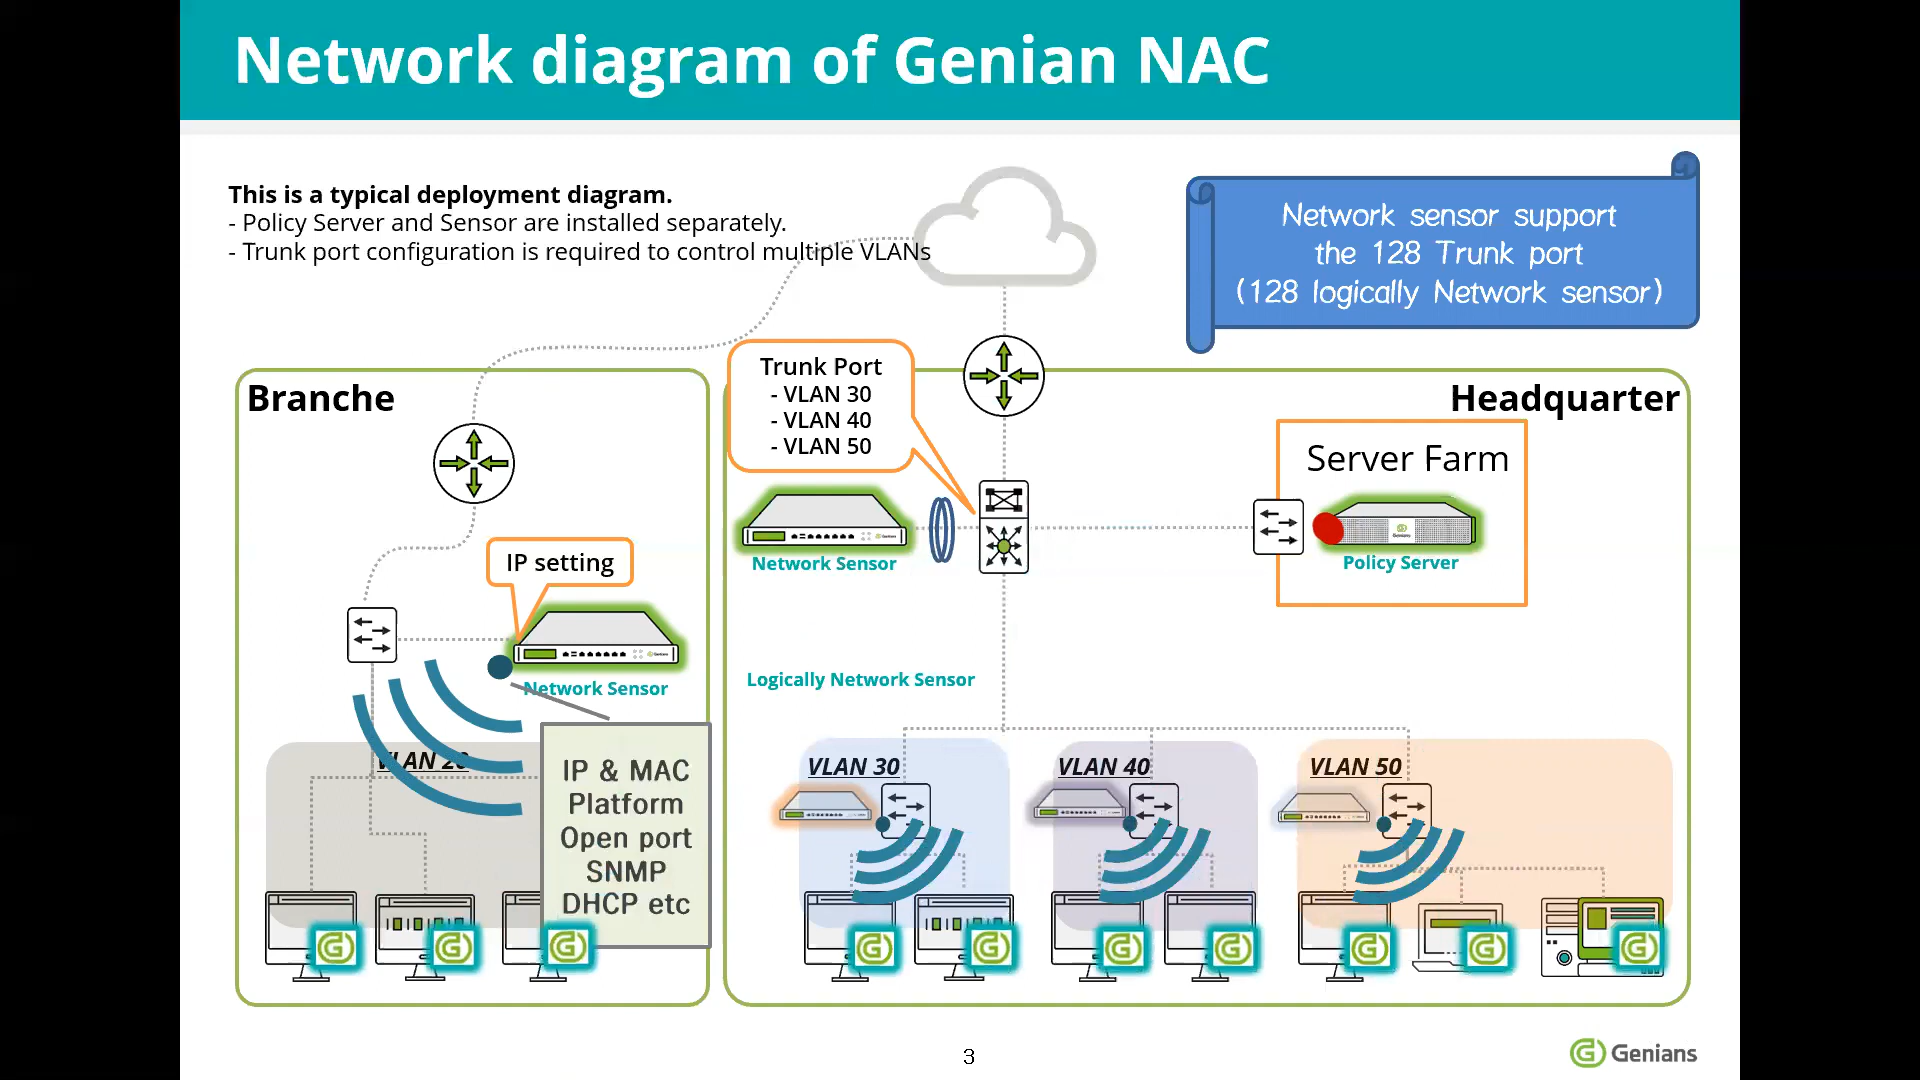 Network diagram of Genian NAC
This is a typical deployment diagram.
- Policy Server and Sensor are installed separately.
- Trunk port configuration is required to control multiple VLANs
Network sensor support
the 128 Trunk port
(128 logically Network sensor)
Branche
Trunk Port
- VLAN 30
- VLAN 40
- VLAN 50
Headquarter
Server Farm
Network Sensor
Genians
Policy Server
IP setting
Network Sensor
Logically Network Sensor
VLAN 20
IP & MAC
Platform
Open port
SNMP
DHCP etc
VLAN 30
VLAN 40
VLAN 50
3
Genians